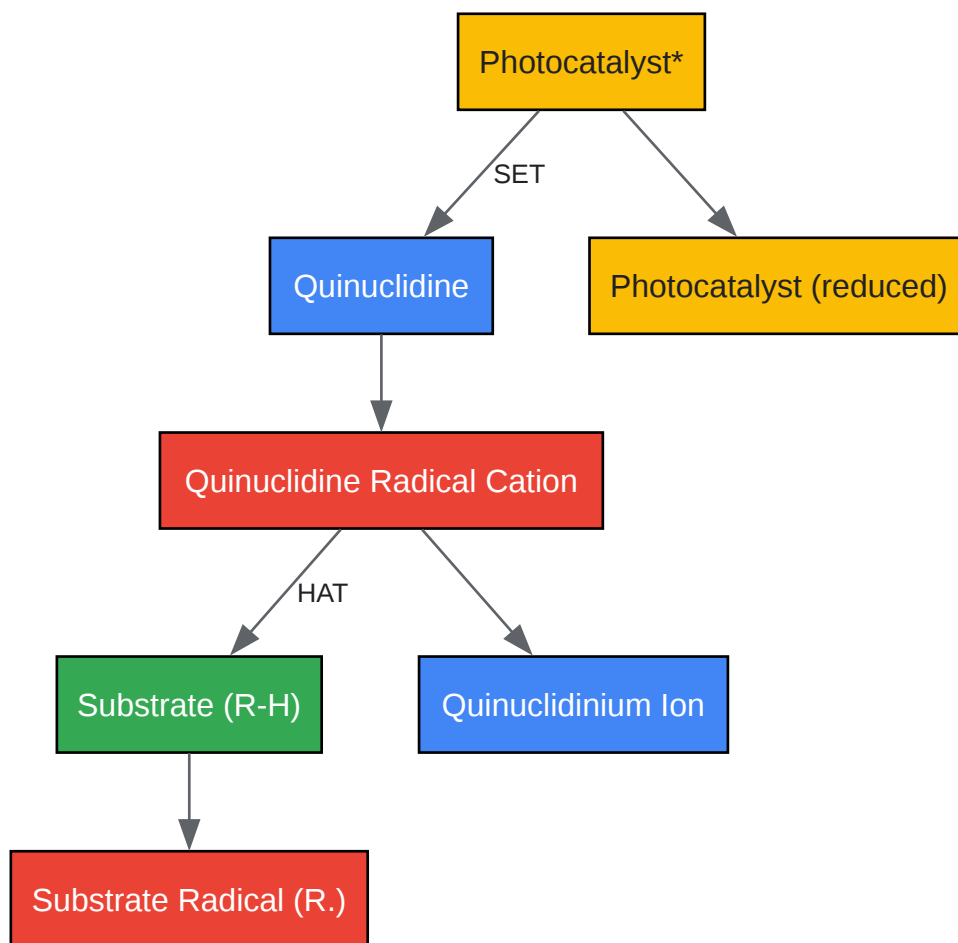 Photocatalyst*
SET
Quinuclidine
Photocatalyst (reduced)
Quinuclidine Radical Cation
HAT
Substrate (R-H)
Quinuclidinium Ion
Substrate Radical (R.)